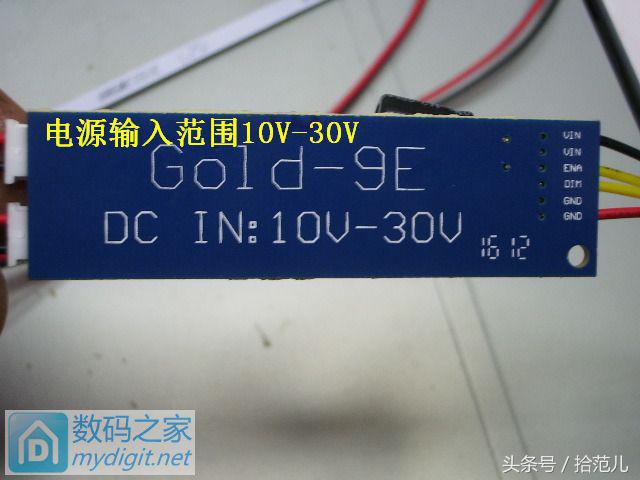 电源输入范围10V-30V
Gold-9E
DC IN:10V-30V
1612
VIN
VIN
ENA
DIM
GND
GND
数码之家
mydigit.net
头条号 / 拾范儿